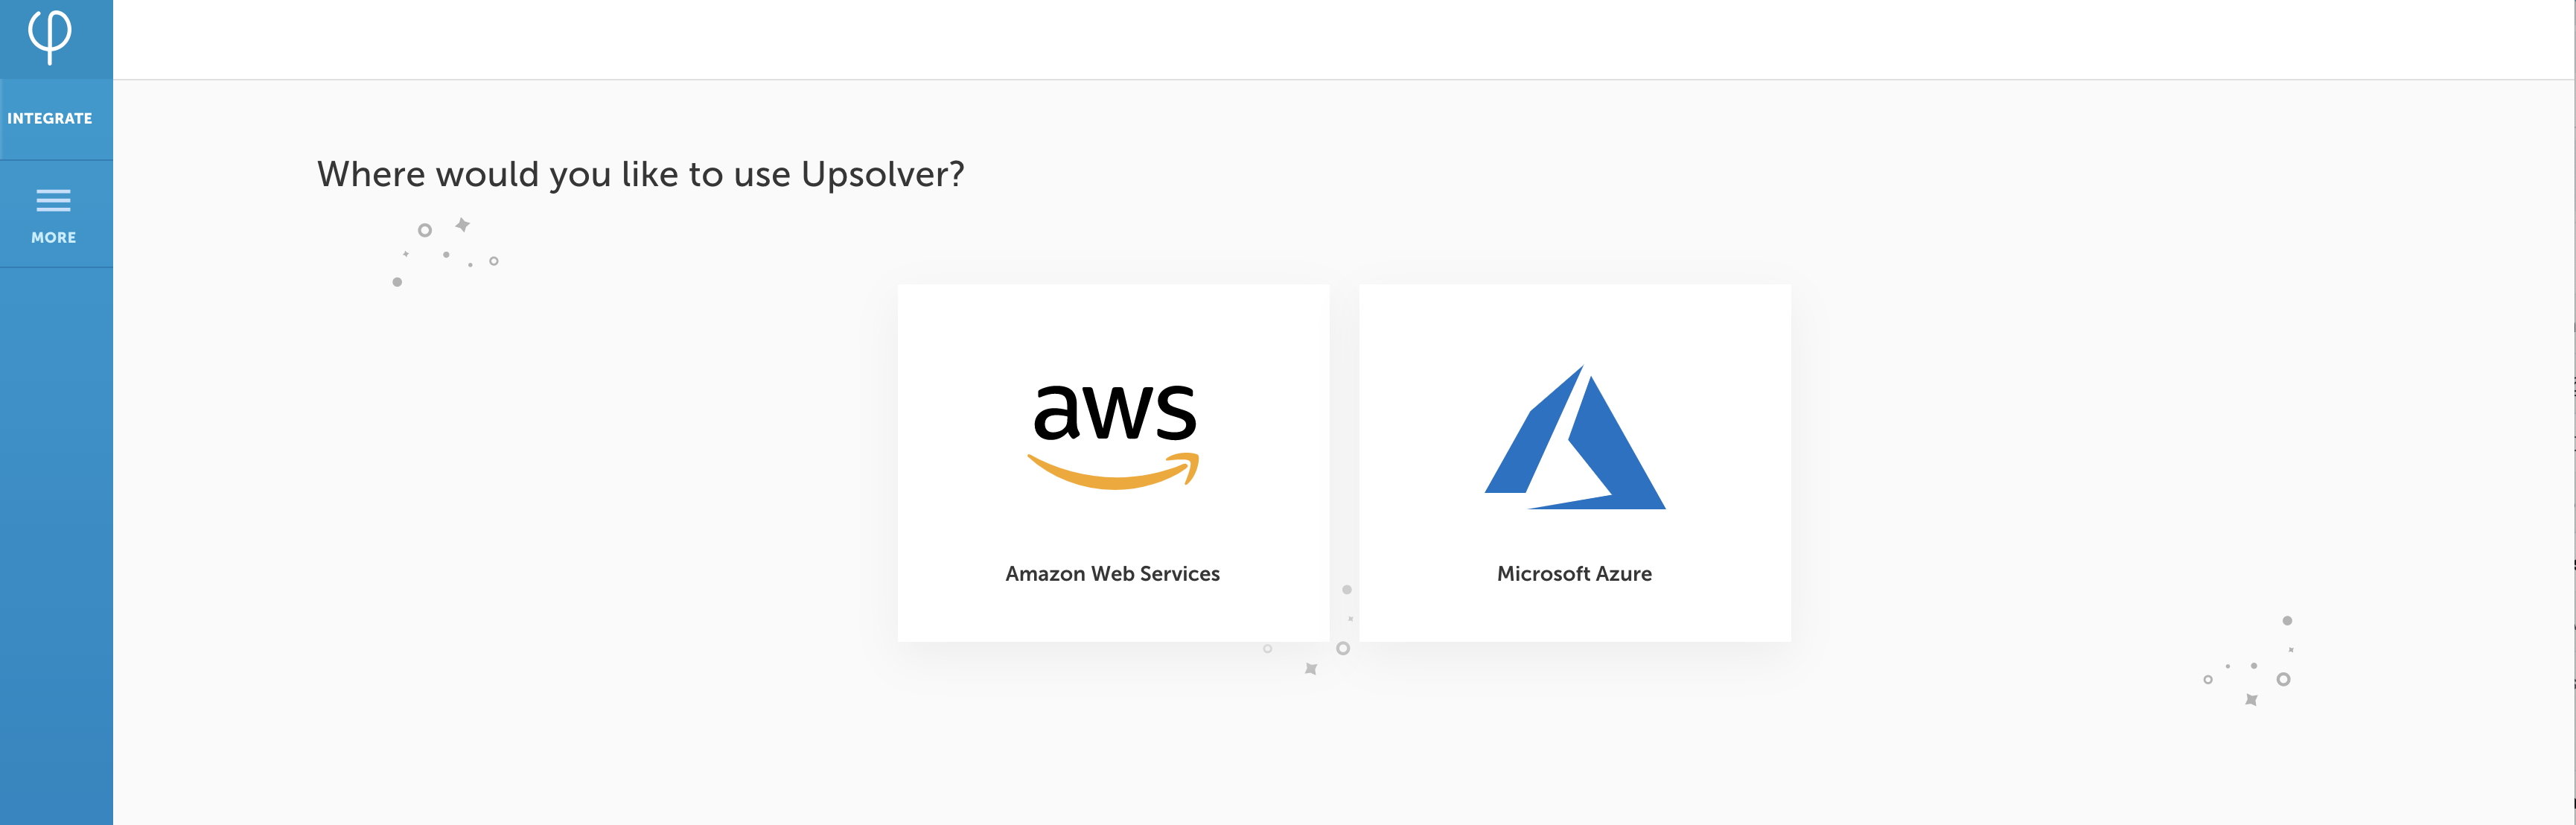 INTEGRATE
MORE
Where would you like to use Upsolver?
aws
Amazon Web Services
Microsoft Azure